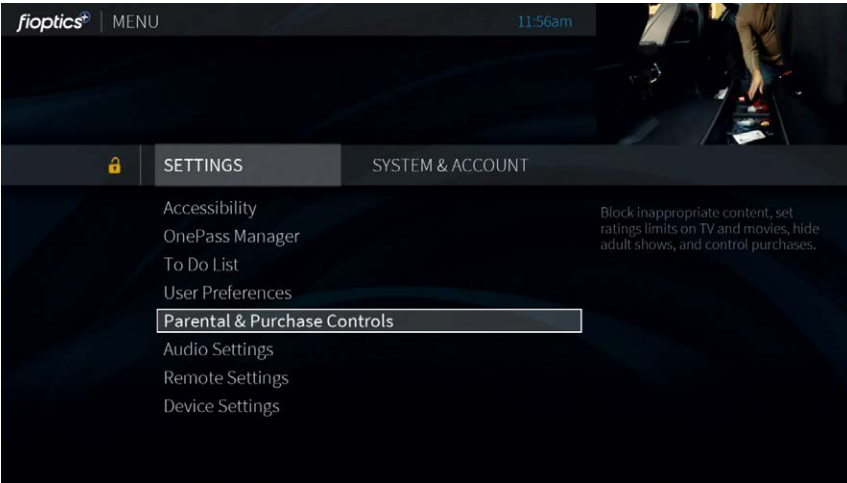 fioptics+ | MENU
11:56am
SETTINGS
SYSTEM & ACCOUNT
Accessibility
OnePass Manager
To Do List
User Preferences
Parental & Purchase Controls
Audio Settings
Remote Settings
Device Settings
Block inappropriate content, set
ratings limits on TV and movies, hide
adult shows, and control purchases.